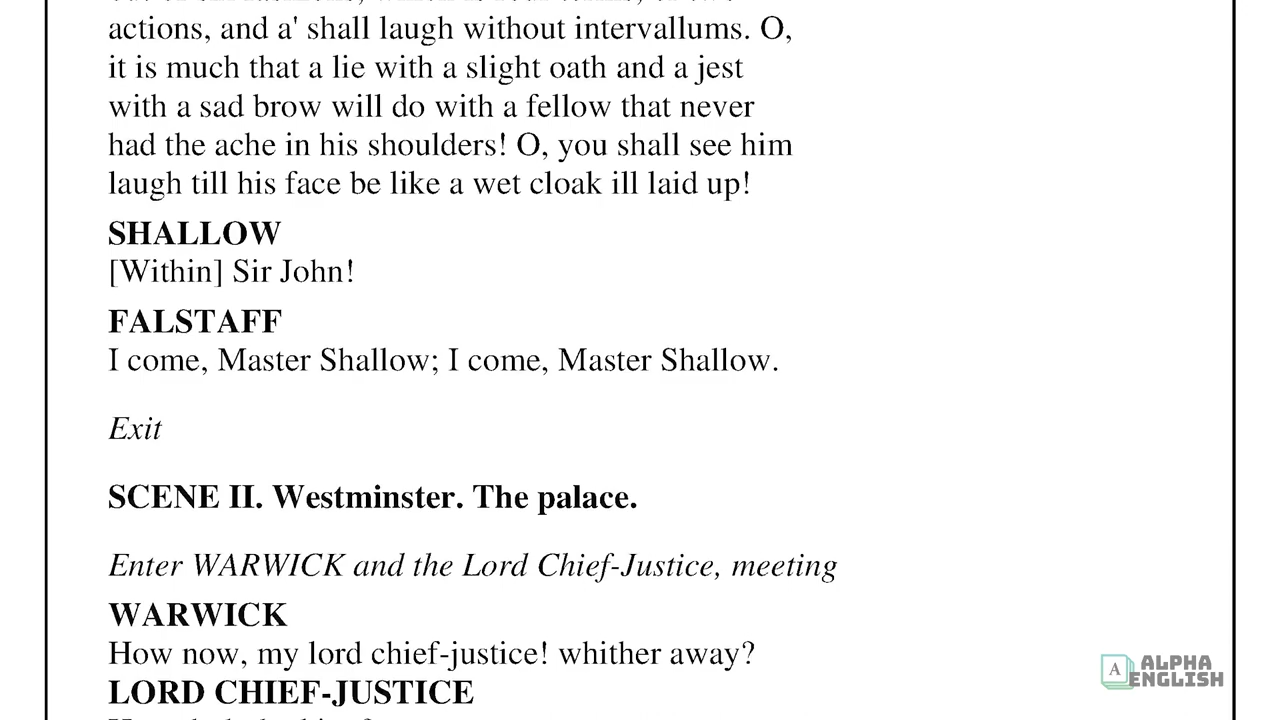 actions, and a' shall laugh without intervallums. O,
it is much that a lie with a slight oath and a jest
with a sad brow will do with a fellow that never
had the ache in his shoulders! O, you shall see him
laugh till his face be like a wet cloak ill laid up!
SHALLOW
[Within] Sir John!
FALSTAFF
I come, Master Shallow; I come, Master Shallow.
Exit
SCENE II. Westminster. The palace.
Enter WARWICK and the Lord Chief-Justice, meeting
WARWICK
How now, my lord chief-justice! whither away?
LORD CHIEF-JUSTICE
A ALPHA
ENGLISH